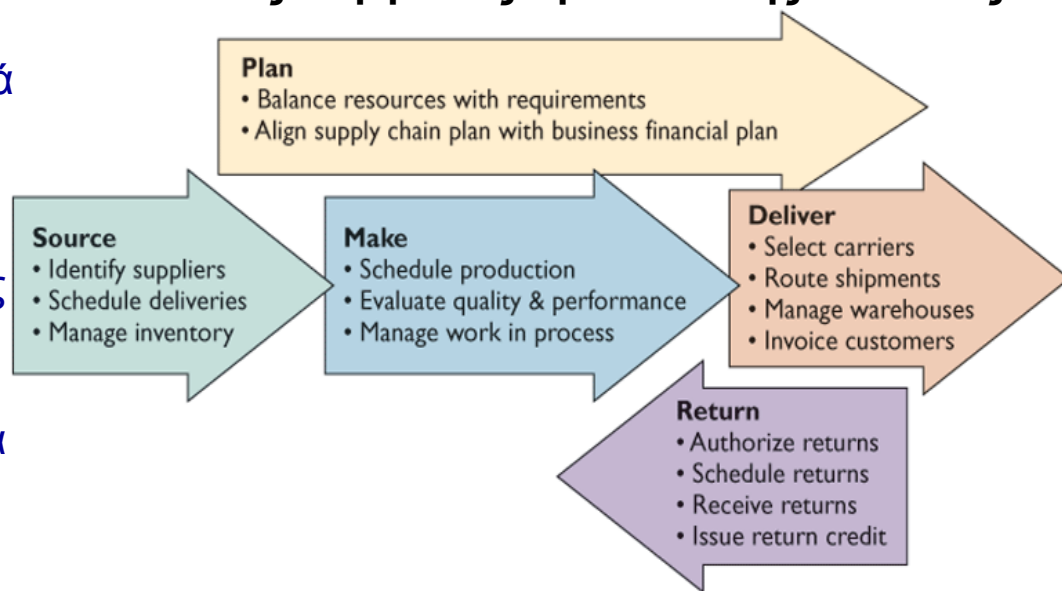 Plan
• Balance resources with requirements
• Align supply chain plan with business financial plan
Source
• Identify suppliers
• Schedule deliveries
• Manage inventory
Make
• Schedule production
• Evaluate quality & performance
• Manage work in process
Deliver
• Select carriers
• Route shipments
• Manage warehouses
• Invoice customers
Return
• Authorize returns
• Schedule returns
• Receive returns
• Issue return credit